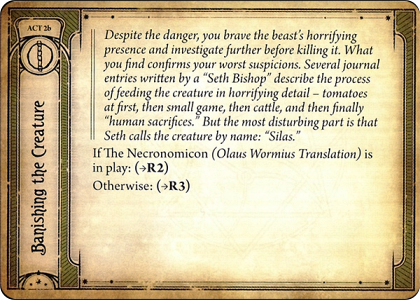 ACT 2b
Banishing the Creature
Despite the danger, you brave the beast's horrifying
presence and investigate further before killing it. What
you find confirms your worst suspicions. Several journal
entries written by a “Seth Bishop” describe the process
of feeding the creature in horrifying detail – tomatoes
at first, then small game, then cattle, and then finally
“human sacrifices.” But the most disturbing part is that
Seth calls the creature by name: “Silas.”
If The Necronomicon (Olaus Wormius Translation) is
in play: (→R2)
Otherwise: (→R3)